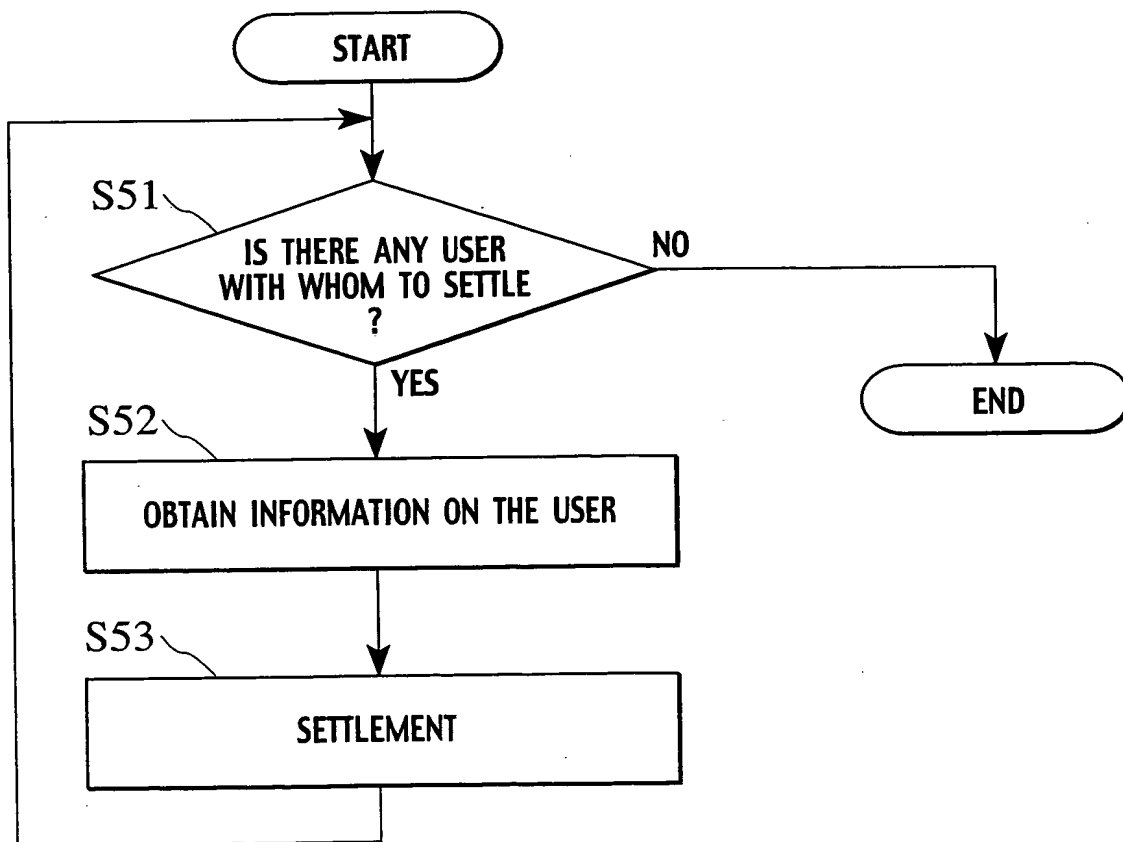 START
S51
IS THERE ANY USER
WITH WHOM TO SETTLE
?
NO
YES
END
S52
OBTAIN INFORMATION ON THE USER
S53
SETTLEMENT